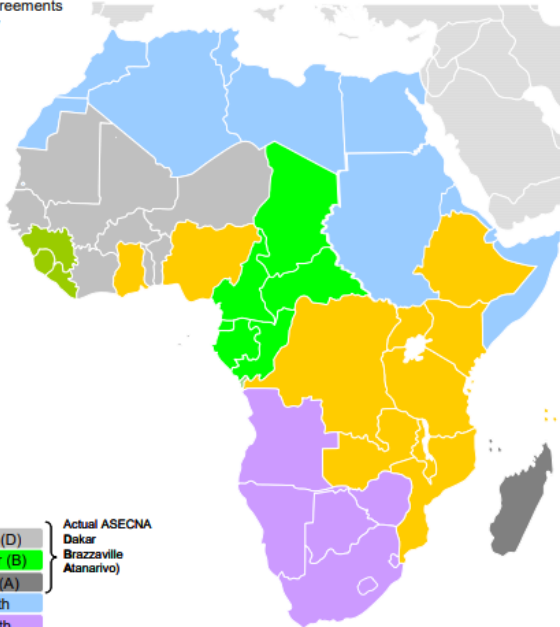 reements
Actual ASECNA
Dakar
Brazzaville
Atanarivo)
(D)
(B)
(A)
th
th